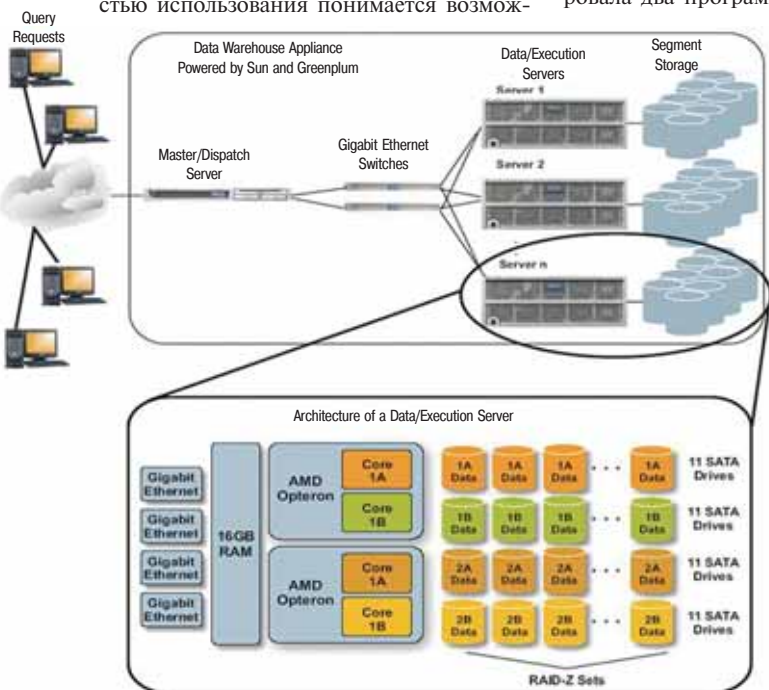 стью использования понимается возмож-
ровала два програм
Query
Requests
Data Warehouse Appliance
Powered by Sun and Greenplum
Data/Execution
Servers
Segment
Storage
Master/Dispatch
Server
Gigabit Ethernet
Switches
Server 1
Server 2
Server n
Architecture of a Data/Execution Server
Gigabit
Ethernet
Gigabit
Ethernet
Gigabit
Ethernet
Gigabit
Ethernet
16GB
RAM
AMD
Opteron
Core
1A
Core
1B
AMD
Opteron
Core
1A
Core
1B
1A
Data
1A
Data
1A
Data
1A
Data
11 SATA
Drives
1B
Data
1B
Data
1B
Data
1B
Data
11 SATA
Drives
2A
Data
2A
Data
2A
Data
2A
Data
11 SATA
Drives
2B
Data
2B
Data
2B
Data
2B
Data
11 SATA
Drives
RAID-Z Sets